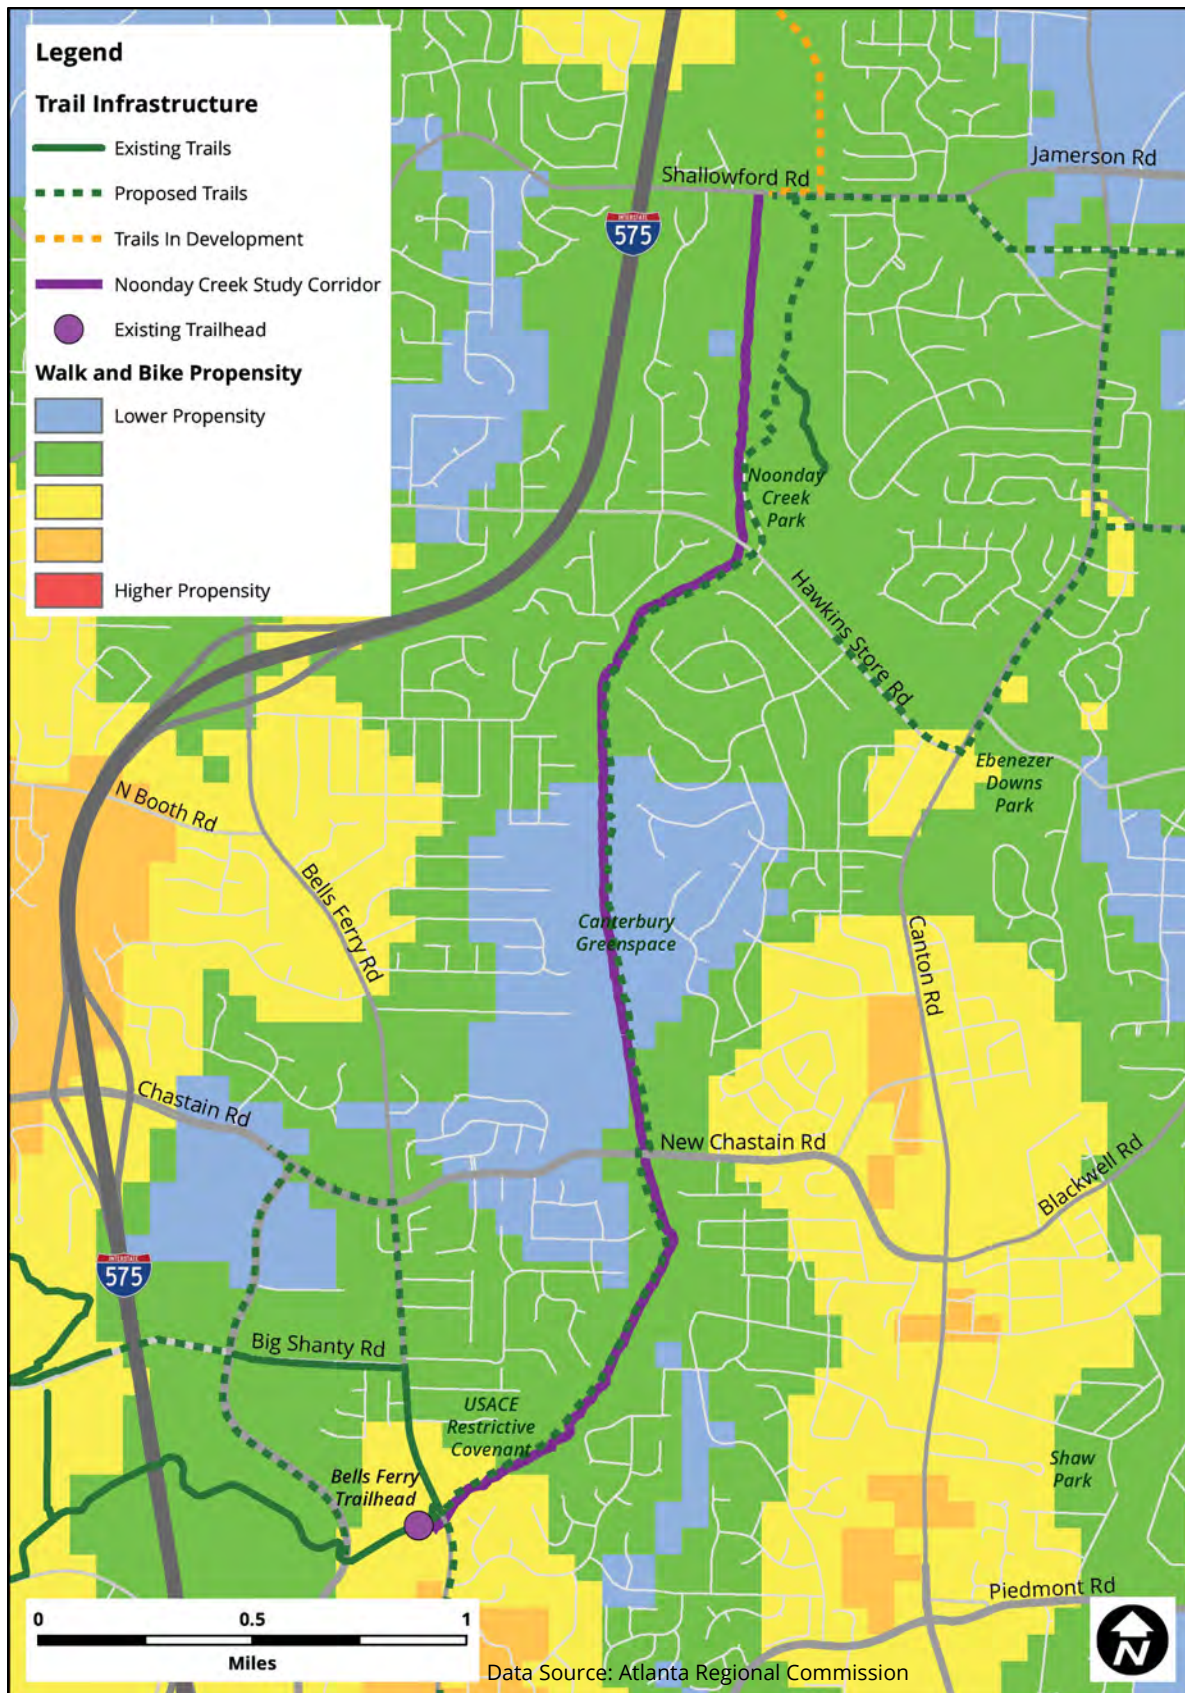 Legend
Trail Infrastructure
Existing Trails
Proposed Trails
Trails In Development
Noonday Creek Study Corridor
Existing Trailhead
Walk and Bike Propensity
Lower Propensity
Higher Propensity
Shallowford Rd
Jamerson Rd
INTERSTATE
575
Noonday
Creek
Park
Hawkins Store Rd
Ebenezer
Downs
Park
N Booth Rd
Bells Ferry Rd
Canterbury
Greenspace
Canton Rd
Chastain Rd
New Chastain Rd
Blackwell Rd
INTERSTATE
575
Big Shanty Rd
USACE
Restrictive
Covenant
Bells Ferry
Trailhead
Shaw
Park
Piedmont Rd
0 0.5 1
Miles
Data Source: Atlanta Regional Commission
N